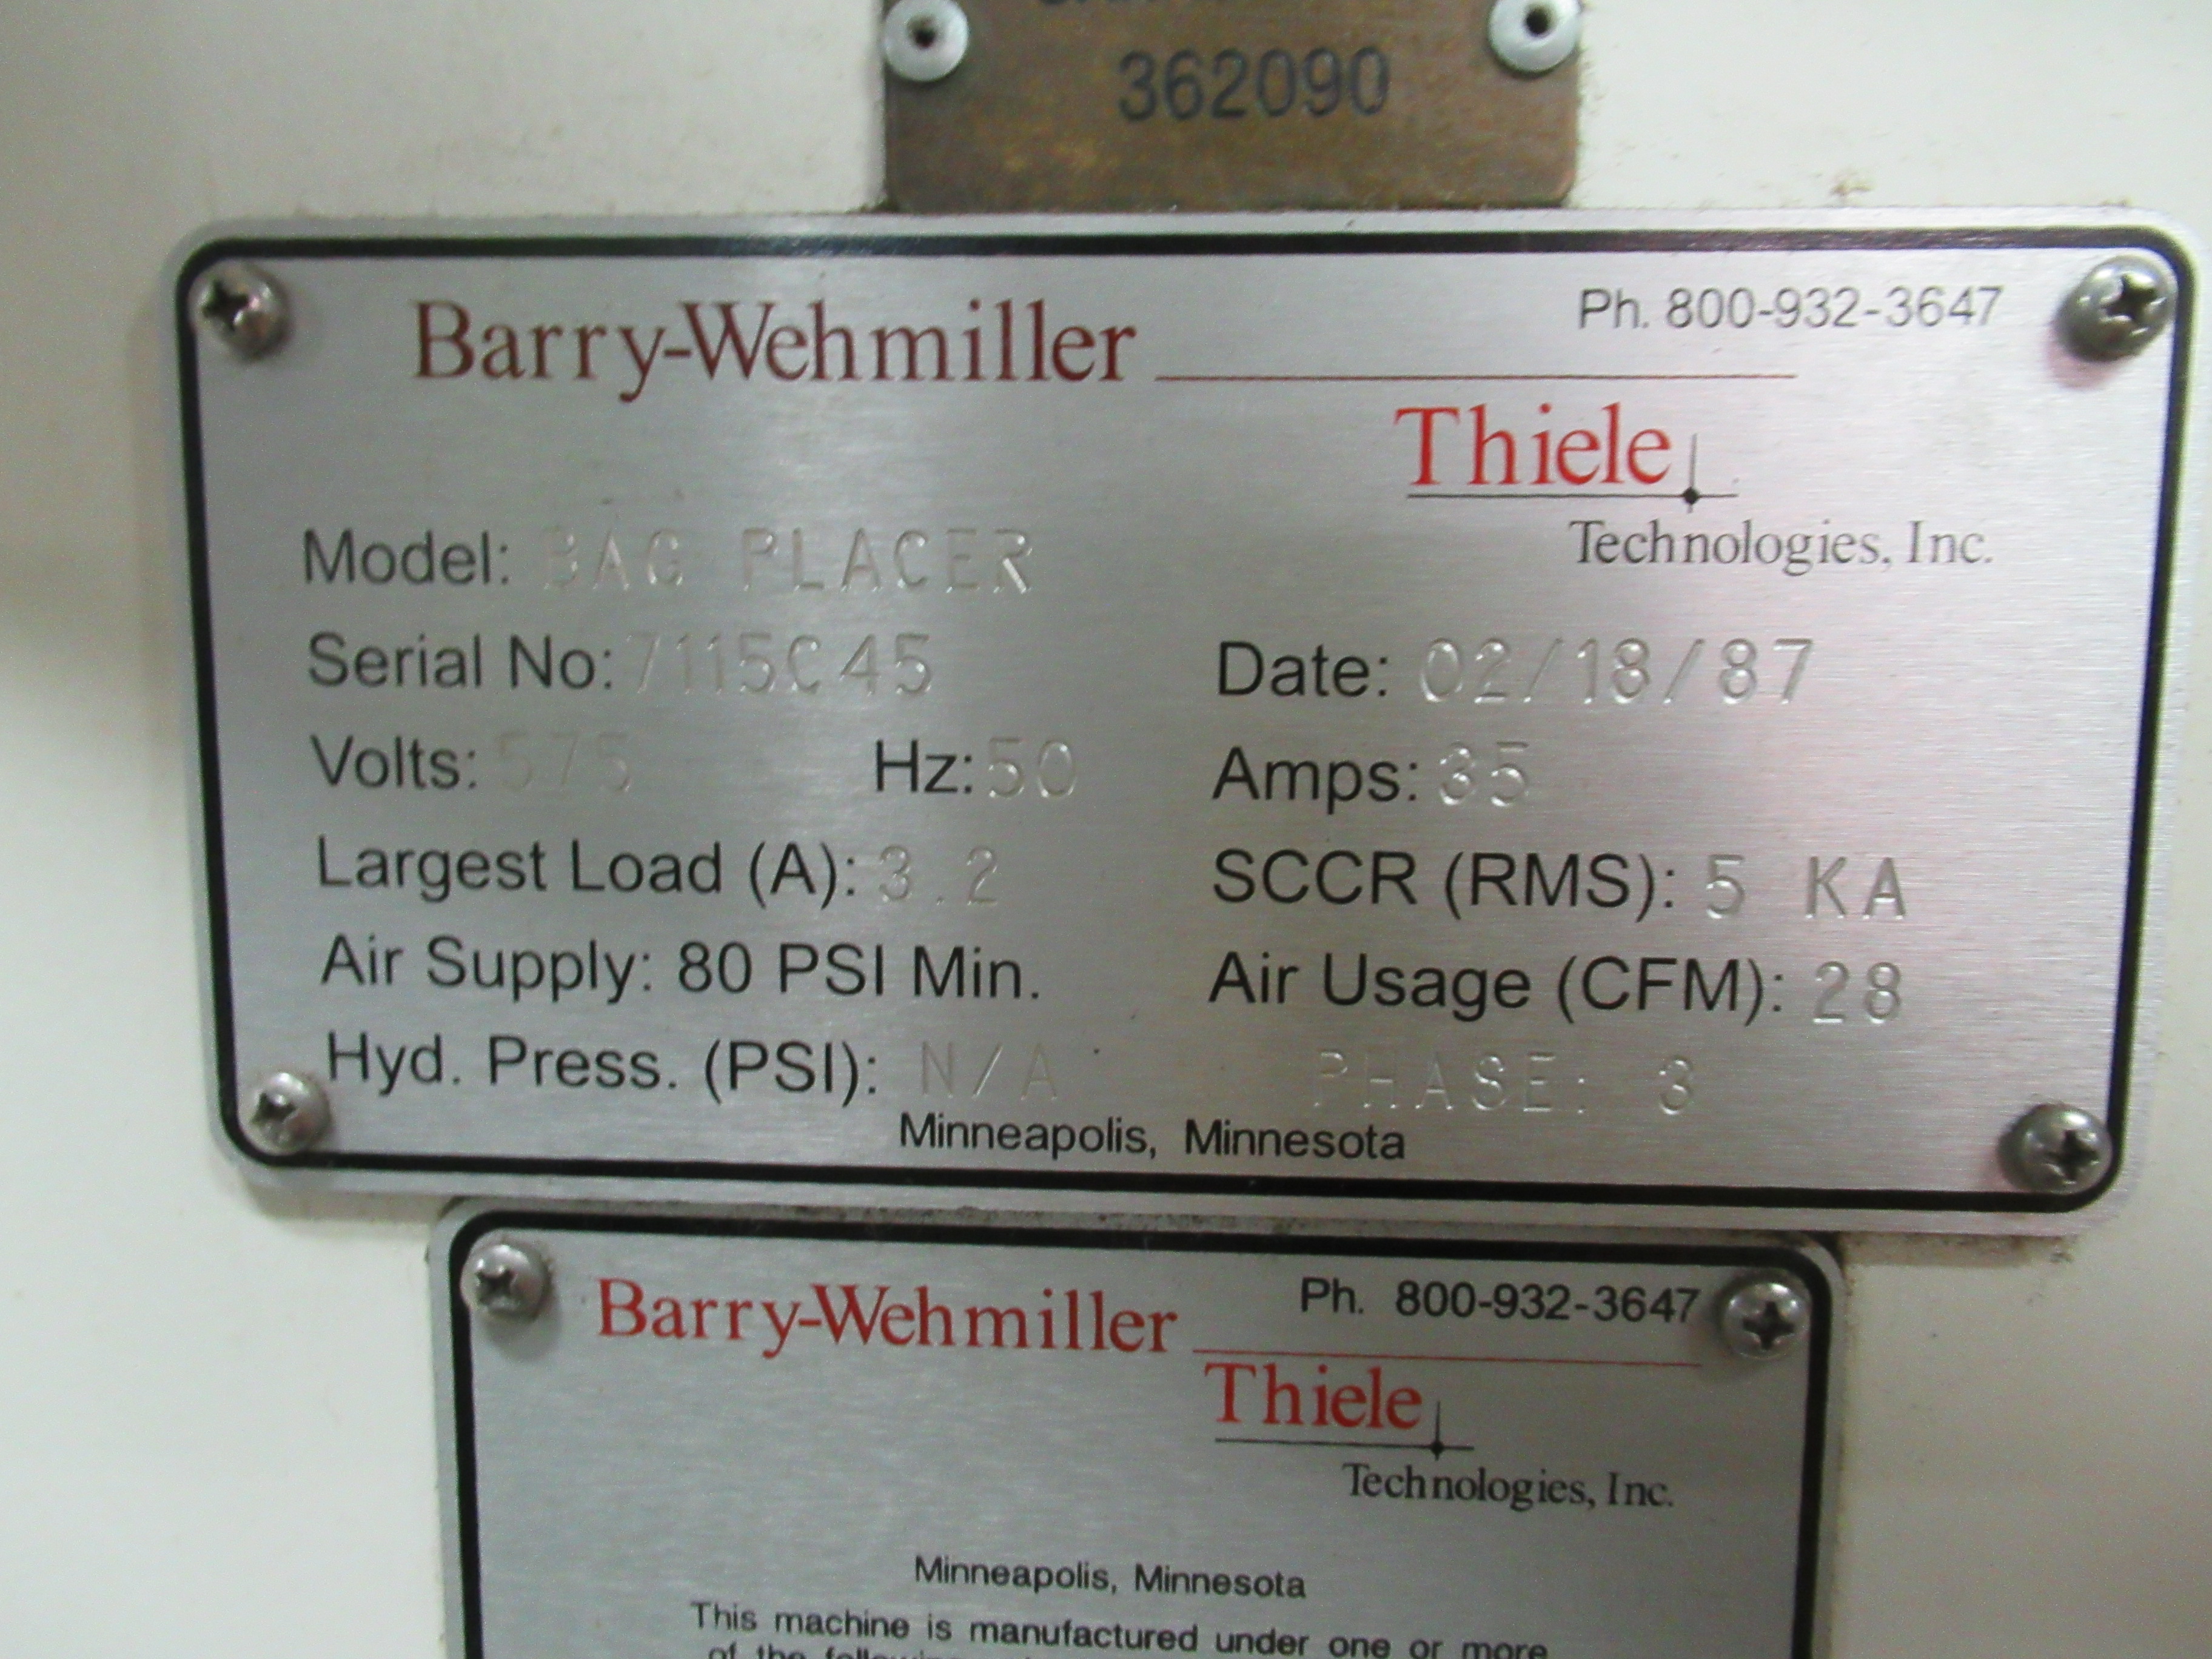 362090
Barry-Wehmiller
Ph. 800-932-3647
Thiele
Technologies, Inc.
Model: BAG PLACER
Serial No: 7115C45
Date: 02/18/87
Volts: 575 Hz: 50 Amps: 35
Largest Load (A): 3.2 SCCR (RMS): 5 KA
Air Supply: 80 PSI Min. Air Usage (CFM): 28
Hyd. Press. (PSI): N/A PHASE: 3
Minneapolis, Minnesota
Barry-Wehmiller
Ph. 800-932-3647
Thiele
Technologies, Inc.
Minneapolis, Minnesota
This machine is manufactured under one or more
of the following